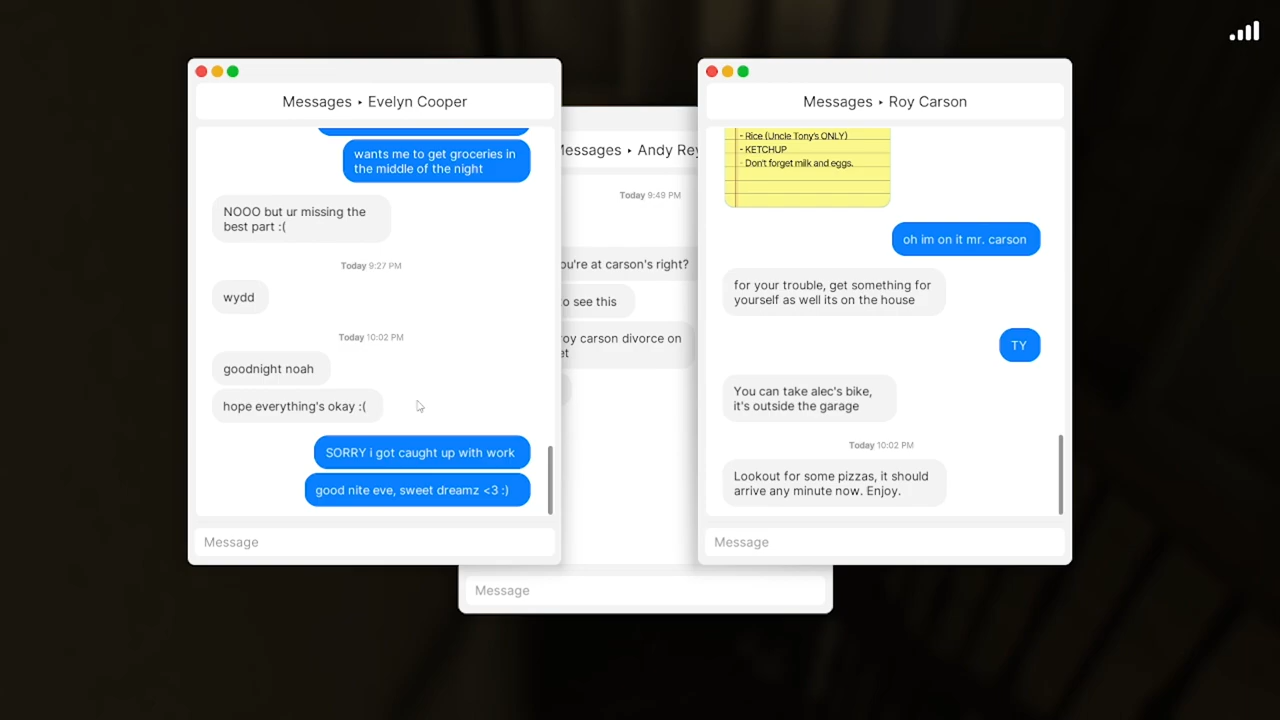 Messages ▸ Evelyn Cooper
wants me to get groceries in
the middle of the night
NOOO but ur missing the
best part :(
Today 9:27 PM
wydd
Today 10:02 PM
goodnight noah
hope everything's okay :(
SORRY i got caught up with work
good nite eve, sweet dreamz <3 :)
Message
Messages ▸ Andy
Today 9:49 PM
you're at carson's right?
to see this
roy carson divorce on
Message
Messages ▸ Roy Carson
- Rice (Uncle Tony's ONLY)
- KETCHUP
- Don't forget milk and eggs.
oh im on it mr. carson
for your trouble, get something for
yourself as well its on the house
TY
You can take alec's bike,
it's outside the garage
Today 10:02 PM
Lookout for some pizzas, it should
arrive any minute now. Enjoy.
Message